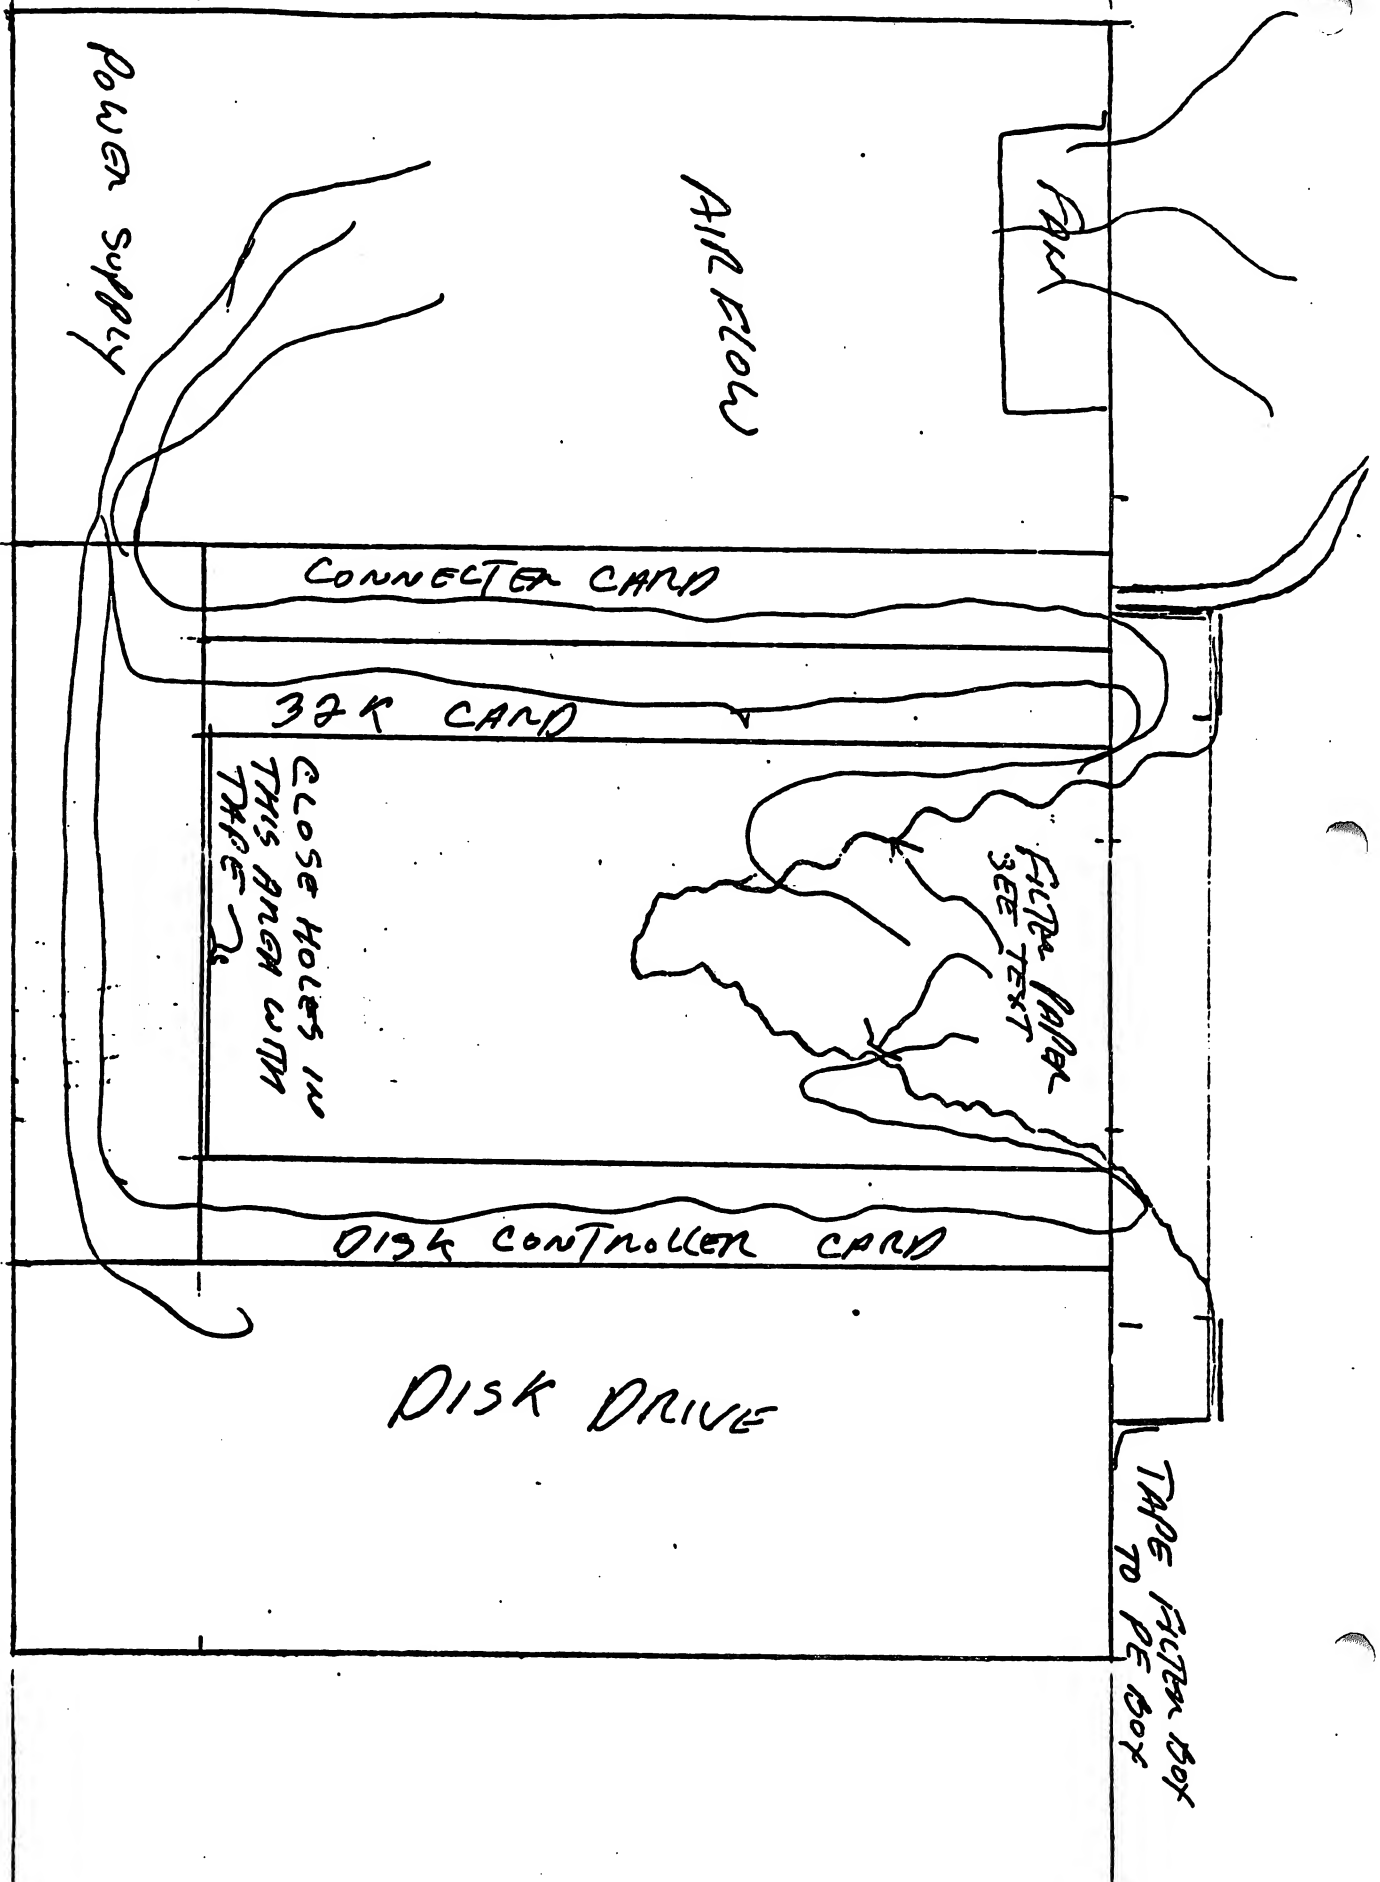 POWER SUPPLY
AIR FLOW
FAN
CONNECTER CARD
32K CARD
CLOSE HOLES IN
THIS AREA WITH
TAPE
FILTER PAPER
SEE TEXT
DISK CONTROLLER CARD
DISK DRIVE
TAPE FILTER BOX
TO PE BOX